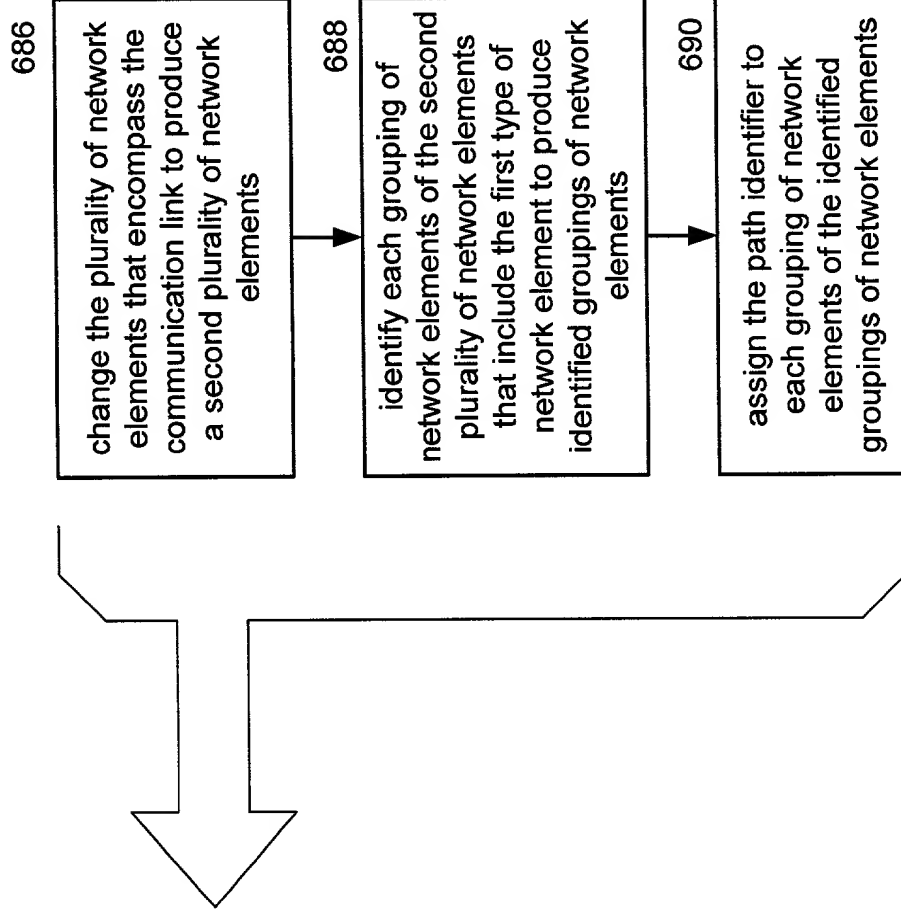 686
change the plurality of network
elements that encompass the
communication link to produce
a second plurality of network
elements
688
identify each grouping of
network elements of the second
plurality of network elements
that include the first type of
network element to produce
identified groupings of network
elements
690
assign the path identifier to
each grouping of network
elements of the identified
groupings of network elements